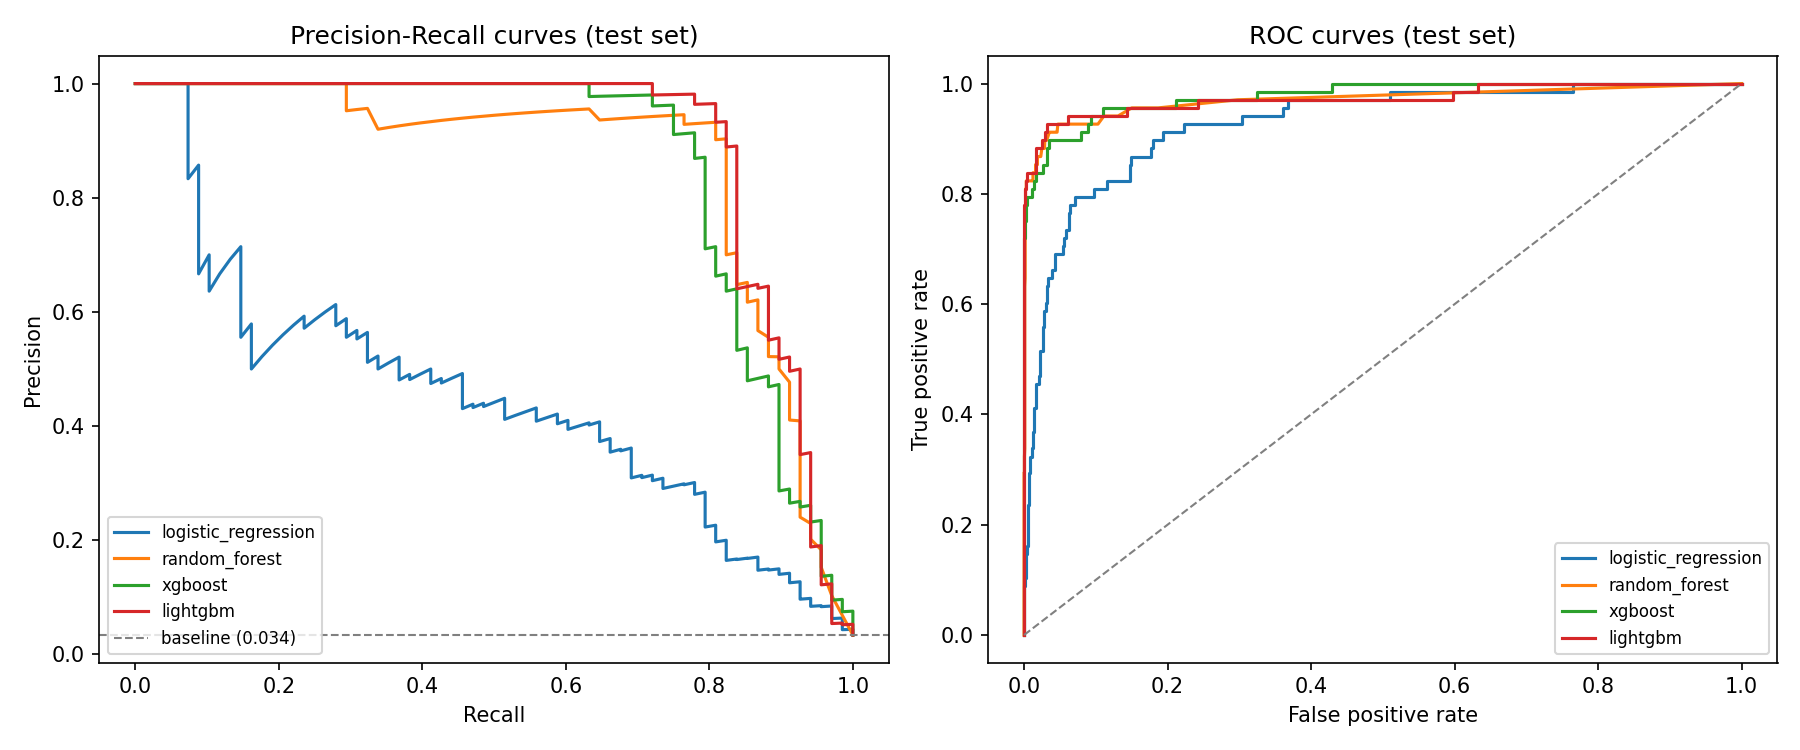 Precision-Recall curves (test set)
Precision
1.0
0.8
0.6
0.4
0.2
0.0
logistic_regression
random_forest
xgboost
lightgbm
baseline (0.034)
0.0 0.2 0.4 0.6 0.8 1.0
Recall
ROC curves (test set)
True positive rate
1.0
0.8
0.6
0.4
0.2
0.0
logistic_regression
random_forest
xgboost
lightgbm
0.0 0.2 0.4 0.6 0.8 1.0
False positive rate